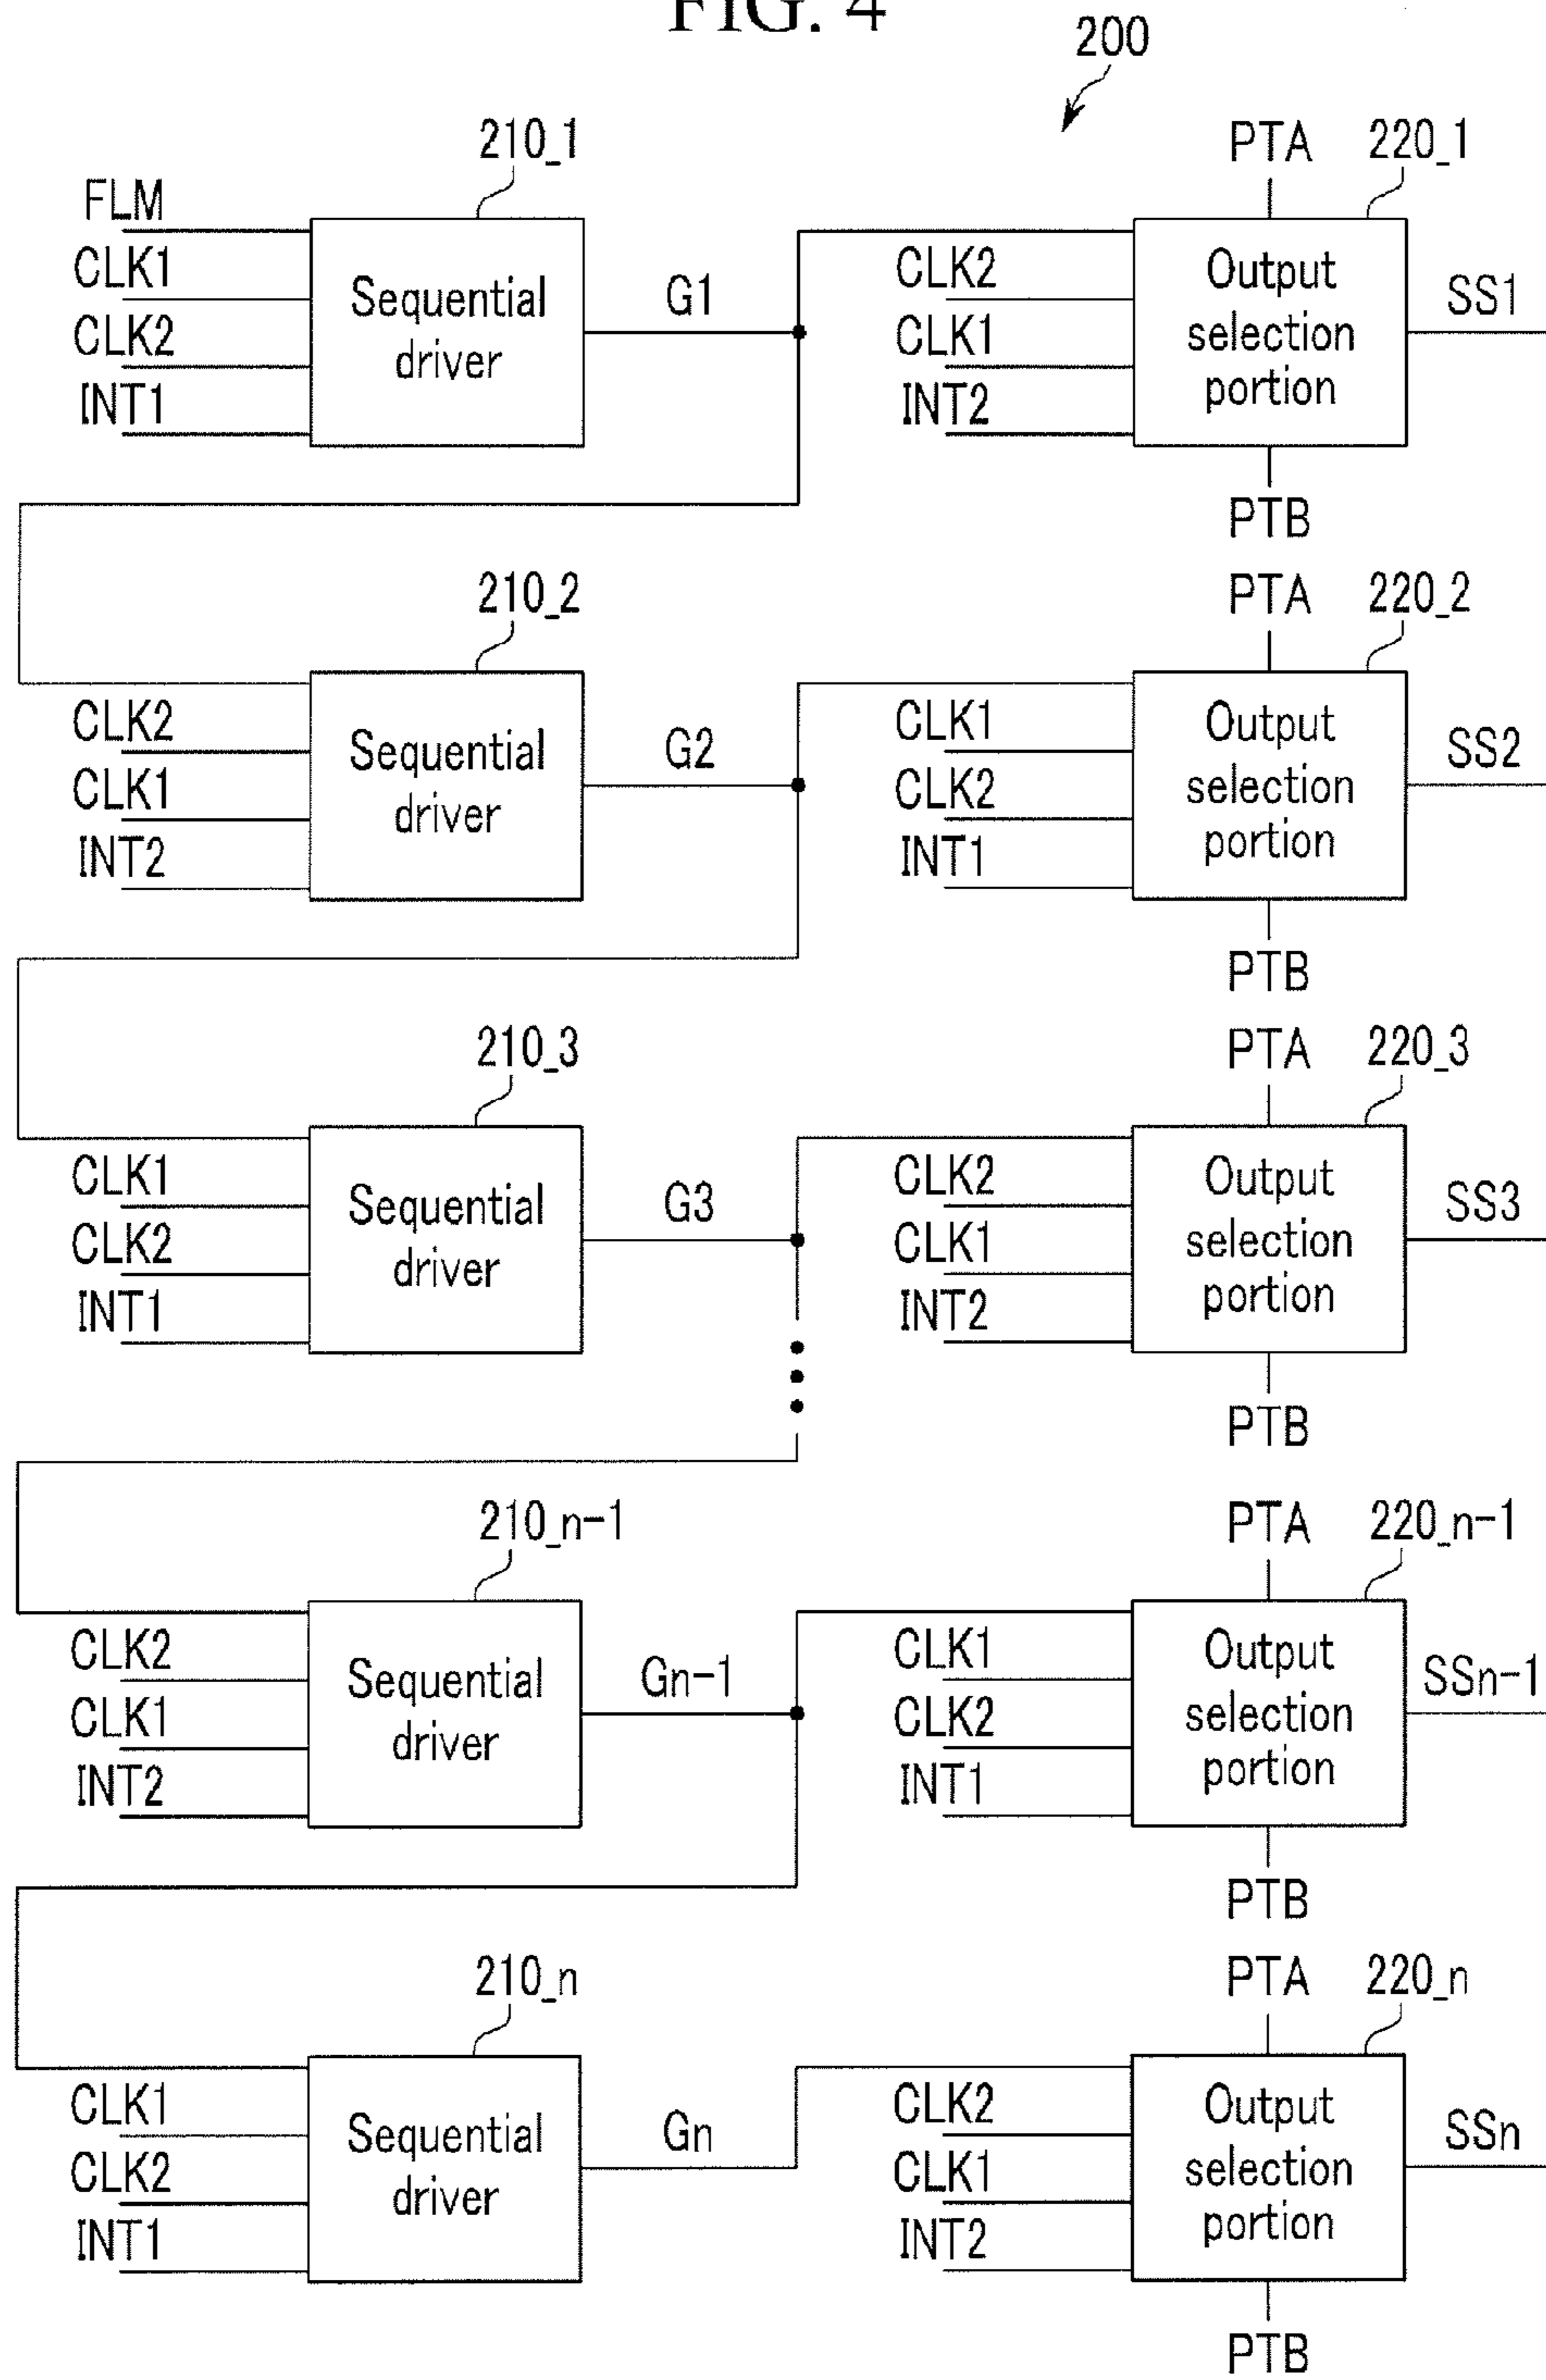 FIG. 4
200
210_1
PTA
220_1
FLM
CLK1
CLK2
INT1
Sequential
driver
G1
CLK2
CLK1
INT2
Output
selection
portion
SS1
PTB
210_2
PTA
220_2
CLK2
CLK1
INT2
Sequential
driver
G2
CLK1
CLK2
INT1
Output
selection
portion
SS2
PTB
210_3
PTA
220_3
CLK1
CLK2
INT1
Sequential
driver
G3
CLK2
CLK1
INT2
Output
selection
portion
SS3
PTB
210_n-1
PTA
220_n-1
CLK2
CLK1
INT2
Sequential
driver
Gn-1
CLK1
CLK2
INT1
Output
selection
portion
SSn-1
PTB
210_n
PTA
220_n
CLK1
CLK2
INT1
Sequential
driver
Gn
CLK2
CLK1
INT2
Output
selection
portion
SSn
PTB